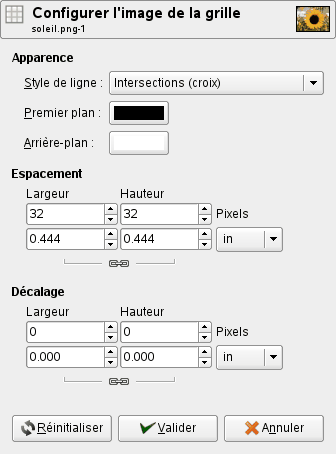 Configurer l'image de la grille
soleil.png-1
Apparence
Style de ligne : Intersections (croix)
Premier plan :
Arrière-plan :
Espacement
Largeur Hauteur
32 32 Pixels
0.444 0.444 in
Décalage
Largeur Hauteur
0 0 Pixels
0.000 0.000 in
Réinitialiser Valider Annuler